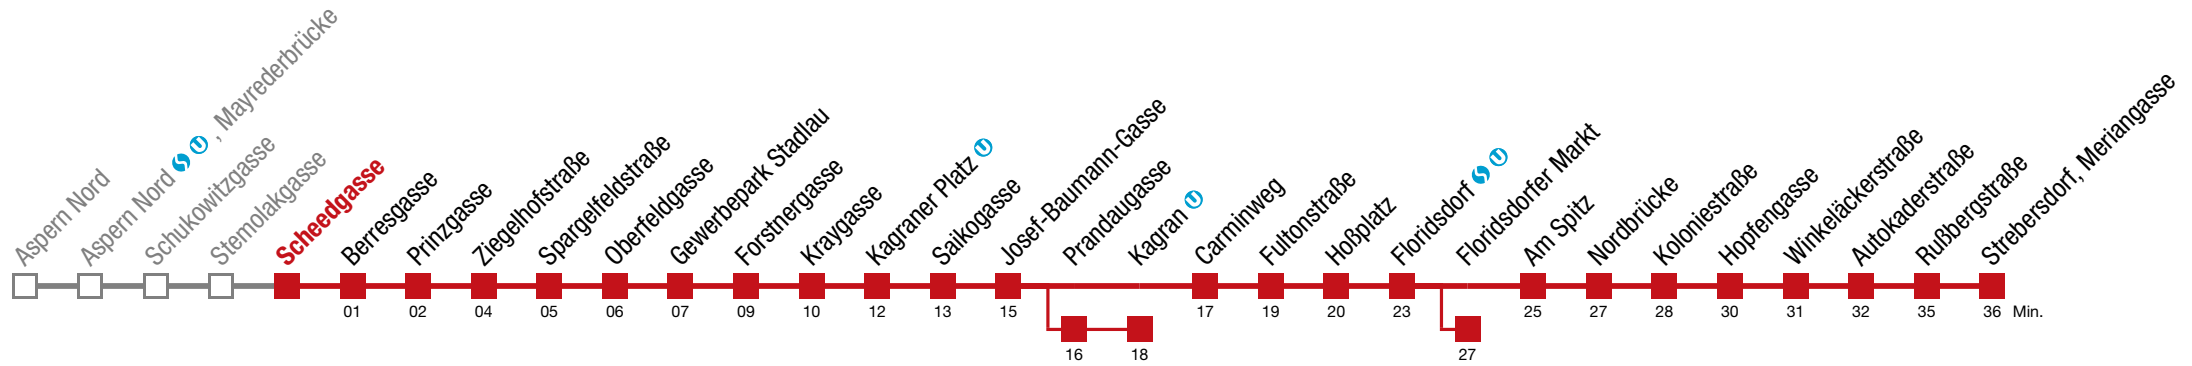 Aspern Nord
Aspern Nord S U , Mayrederbrücke
Schukowitzgasse
Stemolakgasse
Scheedgasse
Berresgasse
Prinzgasse
Ziegelhofstraße
Spargelfeldstraße
Oberfeldgasse
Gewerbepark Stadlau
Forstnergasse
Kraygasse
Kagraner Platz U
Saikogasse
Josef-Baumann-Gasse
Prandaugasse
Kagran U
Carminweg
Fultonstraße
Hoßplatz
Floridsdorf S U
Floridsdorfer Markt
Am Spitz
Nordbrücke
Koloniestraße
Hopfengasse
Winkeläckerstraße
Autokaderstraße
Rußbergstraße
Strebersdorf, Meriangasse
01 02 04 05 06 07 09 10 12 13 15 17 19 20 23 25 27 28 30 31 32 35 36 Min.
16 18 27